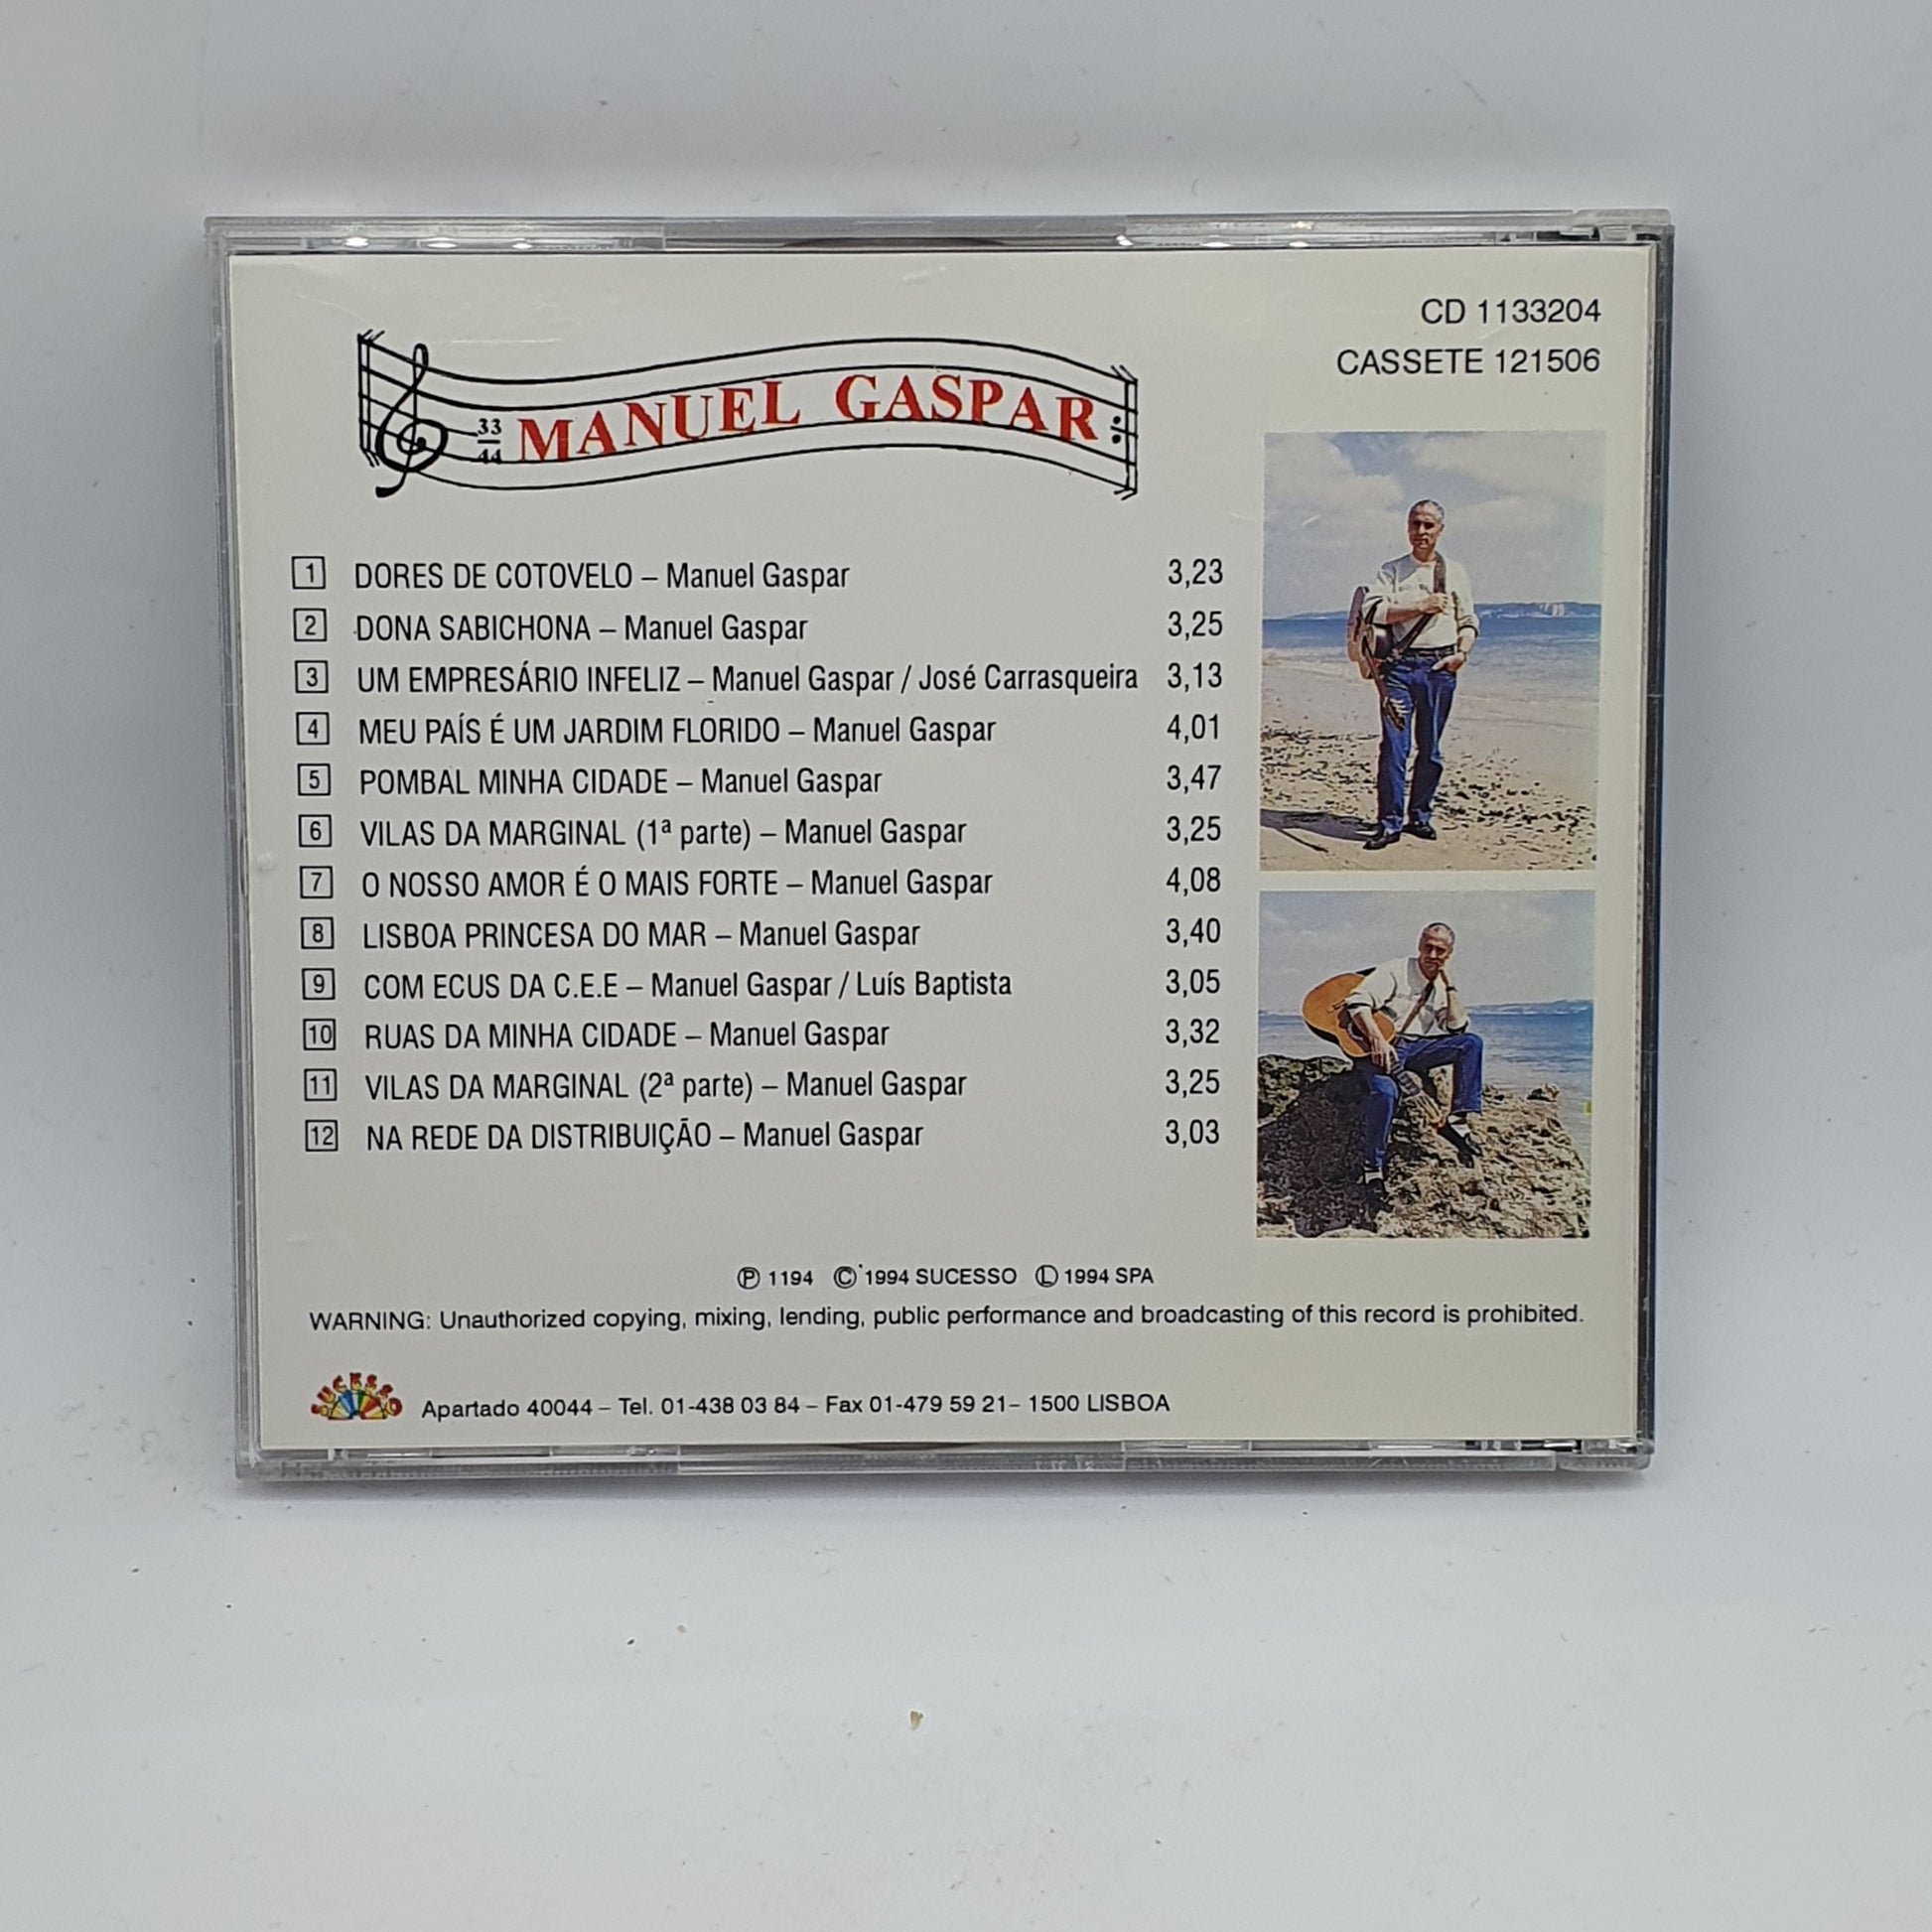 CD 1133204
CASSETE 121506
33
44
MANUEL GASPAR
1 DORES DE COTOVELO – Manuel Gaspar 3,23
2 DONA SABICHONA – Manuel Gaspar 3,25
3 UM EMPRESÁRIO INFELIZ – Manuel Gaspar / José Carrasqueira 3,13
4 MEU PAÍS É UM JARDIM FLORIDO – Manuel Gaspar 4,01
5 POMBAL MINHA CIDADE – Manuel Gaspar 3,47
6 VILAS DA MARGINAL (1ª parte) – Manuel Gaspar 3,25
7 O NOSSO AMOR É O MAIS FORTE – Manuel Gaspar 4,08
8 LISBOA PRINCESA DO MAR – Manuel Gaspar 3,40
9 COM ECUS DA C.E.E – Manuel Gaspar / Luís Baptista 3,05
10 RUAS DA MINHA CIDADE – Manuel Gaspar 3,32
11 VILAS DA MARGINAL (2ª parte) – Manuel Gaspar 3,25
12 NA REDE DA DISTRIBUIÇÃO – Manuel Gaspar 3,03
Ⓟ 1194 © 1994 SUCESSO Ⓛ 1994 SPA
WARNING: Unauthorized copying, mixing, lending, public performance and broadcasting of this record is prohibited.
SUCESSO
Apartado 40044 – Tel. 01-438 03 84 – Fax 01-479 59 21– 1500 LISBOA